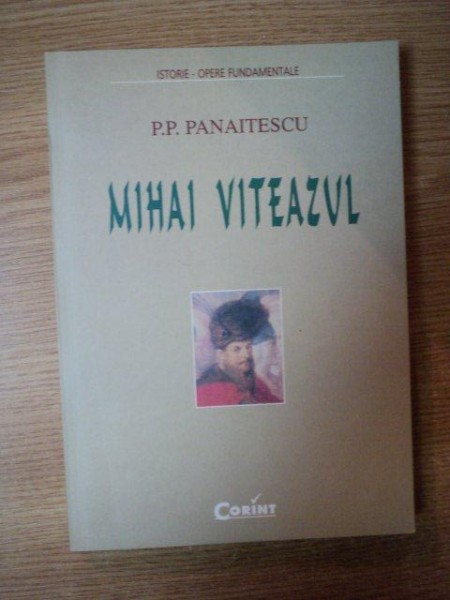 ISTORIE - OPERE FUNDAMENTALE
P.P. PANAITESCU
MIHAI VITEAZUL
CORINT